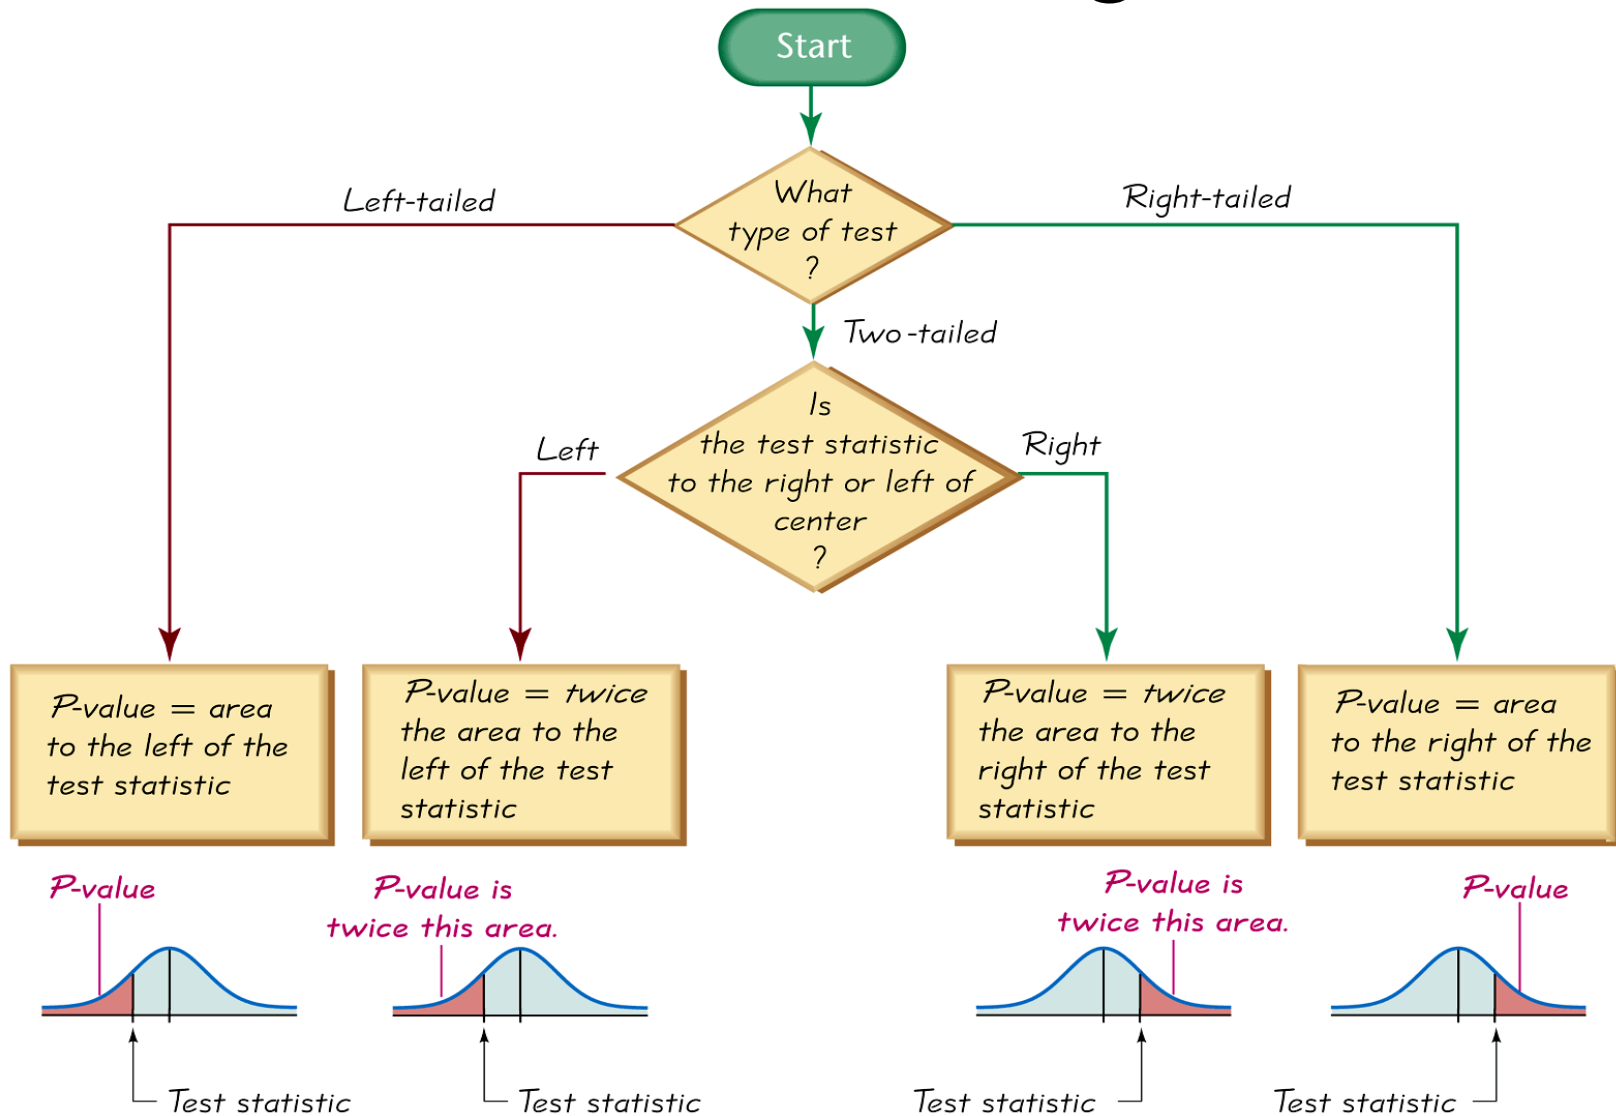 Start
What
type of test
?
Left-tailed
Right-tailed
Two-tailed
Is
the test statistic
to the right or left of
center
?
Left
Right
P-value = area
to the left of the
test statistic
P-value = twice
the area to the
left of the test
statistic
P-value = twice
the area to the
right of the test
statistic
P-value = area
to the right of the
test statistic
P-value
P-value is
twice this area.
P-value is
twice this area.
P-value
Test statistic
Test statistic
Test statistic
Test statistic